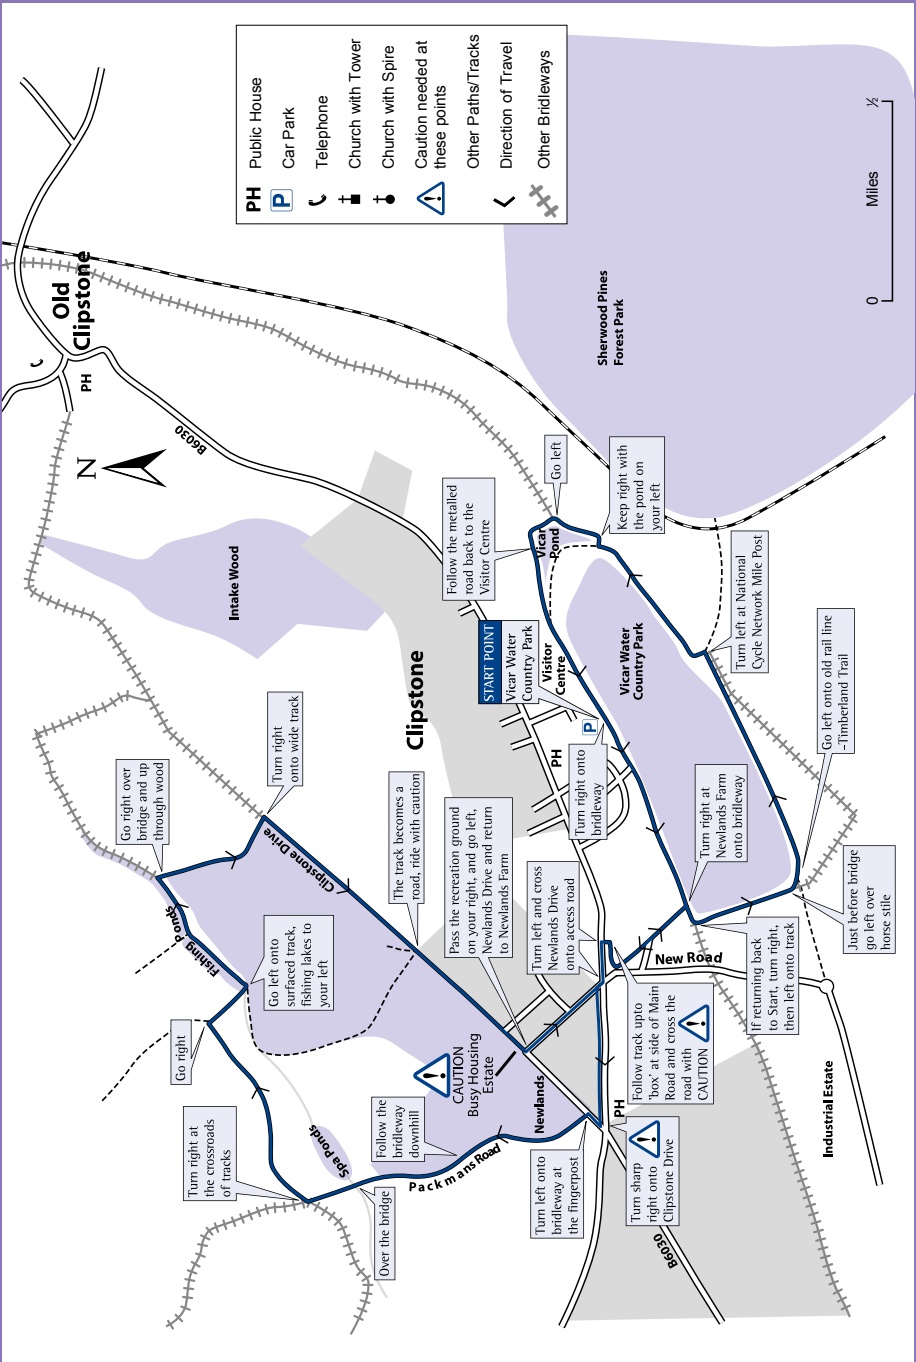 PH Public House
P Car Park
Telephone
Church with Tower
Church with Spire
Caution needed at
these points
Other Paths/Tracks
Direction of Travel
Other Bridleways
0
Miles
½
Old
Clipstone
PH
N
B6030
Intake Wood
Sherwood Pines
Forest Park
Go left
Keep right with
the pond on
your left
Follow the metalled
road back to the
Visitor Centre
Vicar
Pond
START POINT
Vicar Water
Country Park
Visitor
Centre
Vicar Water
Country Park
Turn left at National
Cycle Network Mile Post
Go left onto old rail line
–Timberland Trail
Clipstone
PH
P
Turn right onto
bridleway
Turn right
onto wide track
Go right over
bridge and up
through wood
Clipstone Drive
The track becomes a
road, ride with caution
Pass the recreation ground
on your right, and go left,
Newlands Drive and return
to Newlands Farm
Turn right at
Newlands Farm
onto bridleway
Just before bridge
go left over
horse stile
Fishing Ponds
Go left onto
surfaced track,
fishing lakes to
your left
Turn left and cross
Newlands Drive
onto access road
New Road
If returning back
to Start, turn right,
then left onto track
Go right
CAUTION
Busy Housing
Estate
Follow track upto
'box' at side of Main
Road and cross the
road with
CAUTION
Newlands
PH
Industrial Estate
Turn right at
the crossroads
of tracks
Spa Ponds
Follow the
bridleway
downhill
Packmans Road
Turn left onto
bridleway at
the fingerpost
Turn sharp
right onto
Clipstone Drive
Over the bridge
B6030